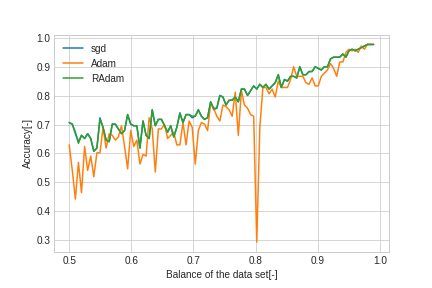 1.0
0.9
0.8
0.7
0.6
0.5
0.4
0.3
Accuracy[-]
sgd
Adam
RAdam
0.5 0.6 0.7 0.8 0.9 1.0
Balance of the data set[-]